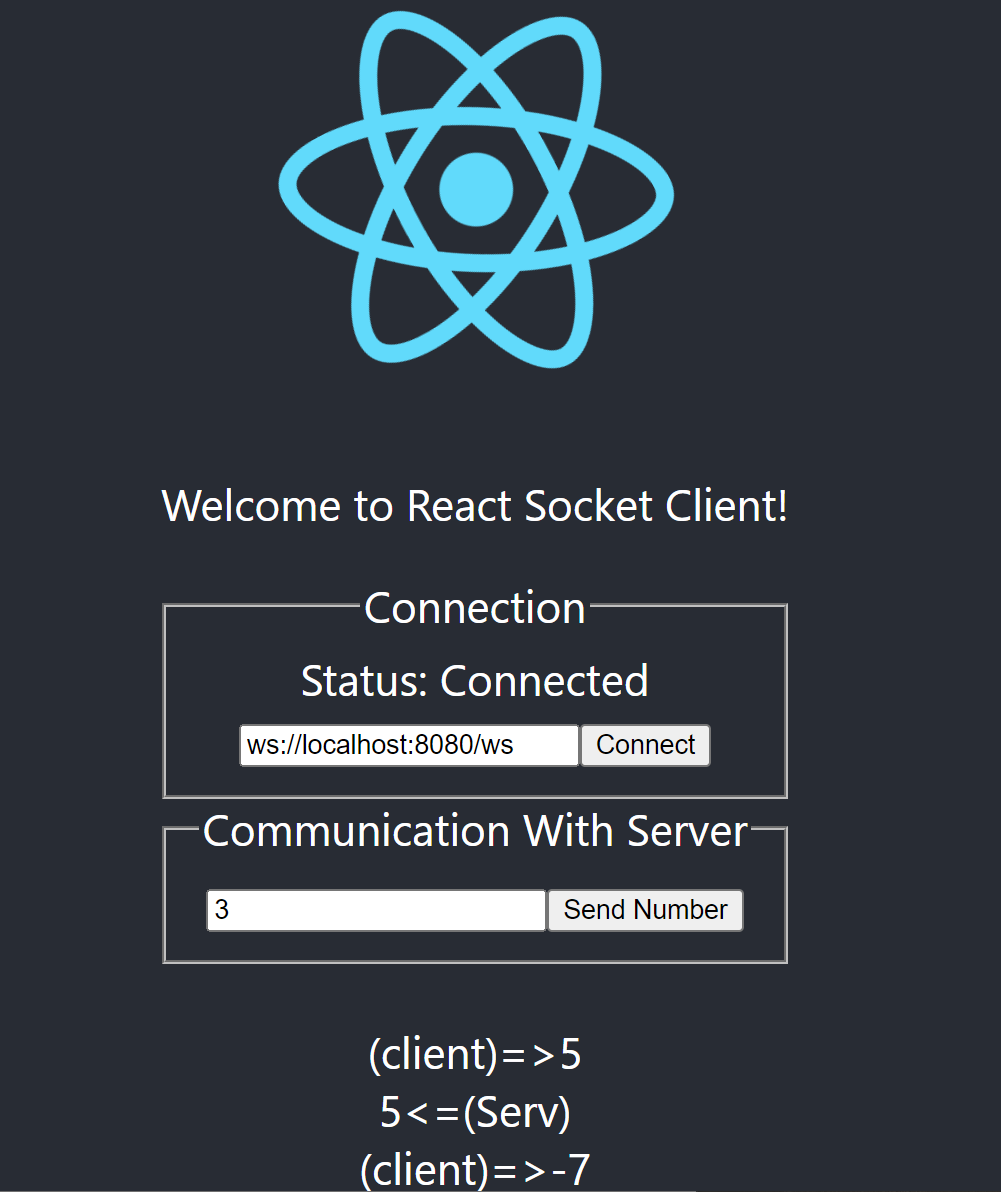 Welcome to React Socket Client!
Connection
Status: Connected
ws://localhost:8080/ws Connect
Communication With Server
3 Send Number
(client)=>5
5<=(Serv)
(client)=>-7